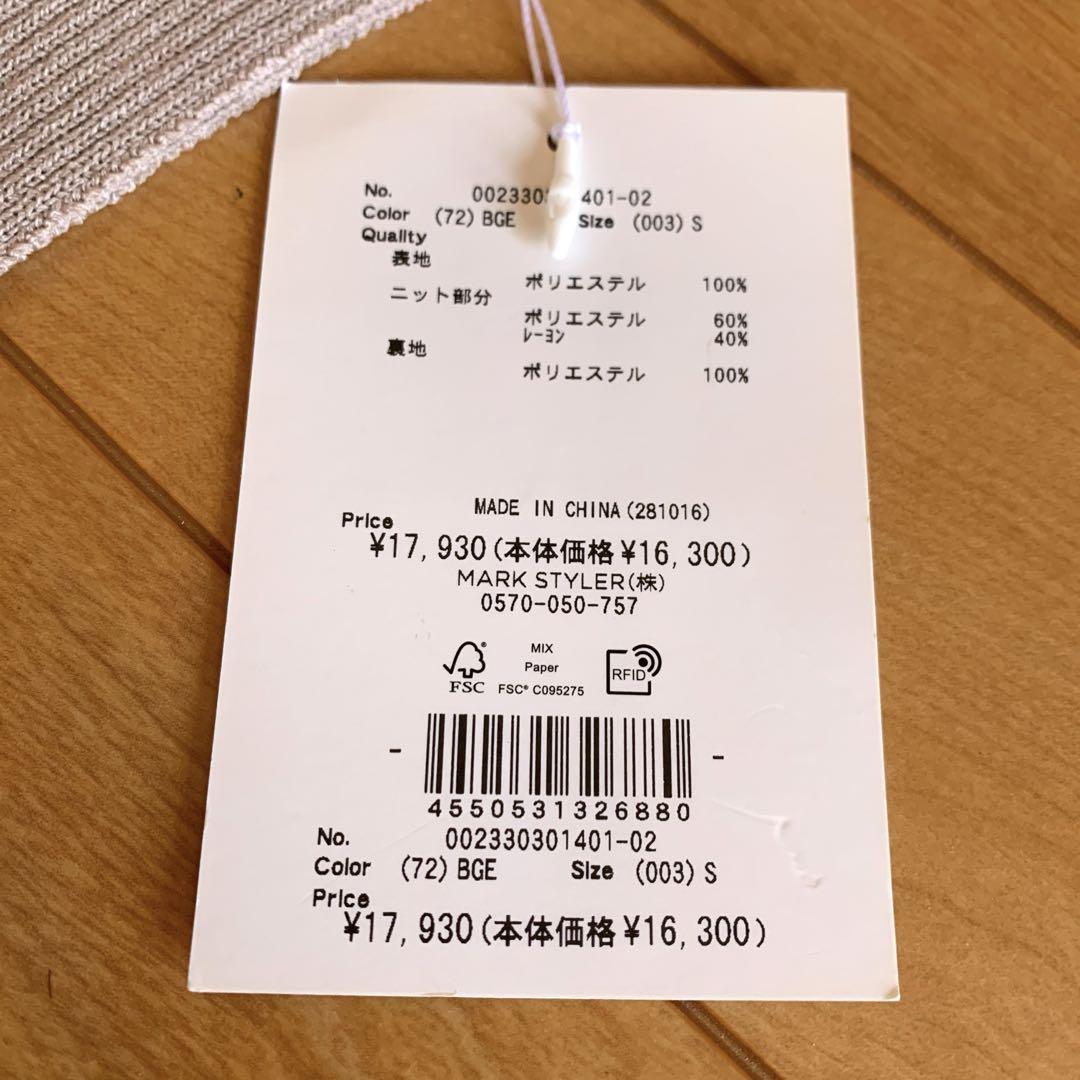 No. 002330301401-02
Color (72) BGE Size (003) S
Quality
表地
ポリエステル 100%
ニット部分
ポリエステル 60%
レーヨン 40%
裏地
ポリエステル 100%
MADE IN CHINA (281016)
Price
¥17,930(本体価格¥16,300)
MARK STYLER(株)
0570-050-757
FSC
MIX
Paper
FSC® C095275
RFID
4550531326880
No. 002330301401-02
Color (72) BGE Size (003) S
Price
¥17,930(本体価格¥16,300)